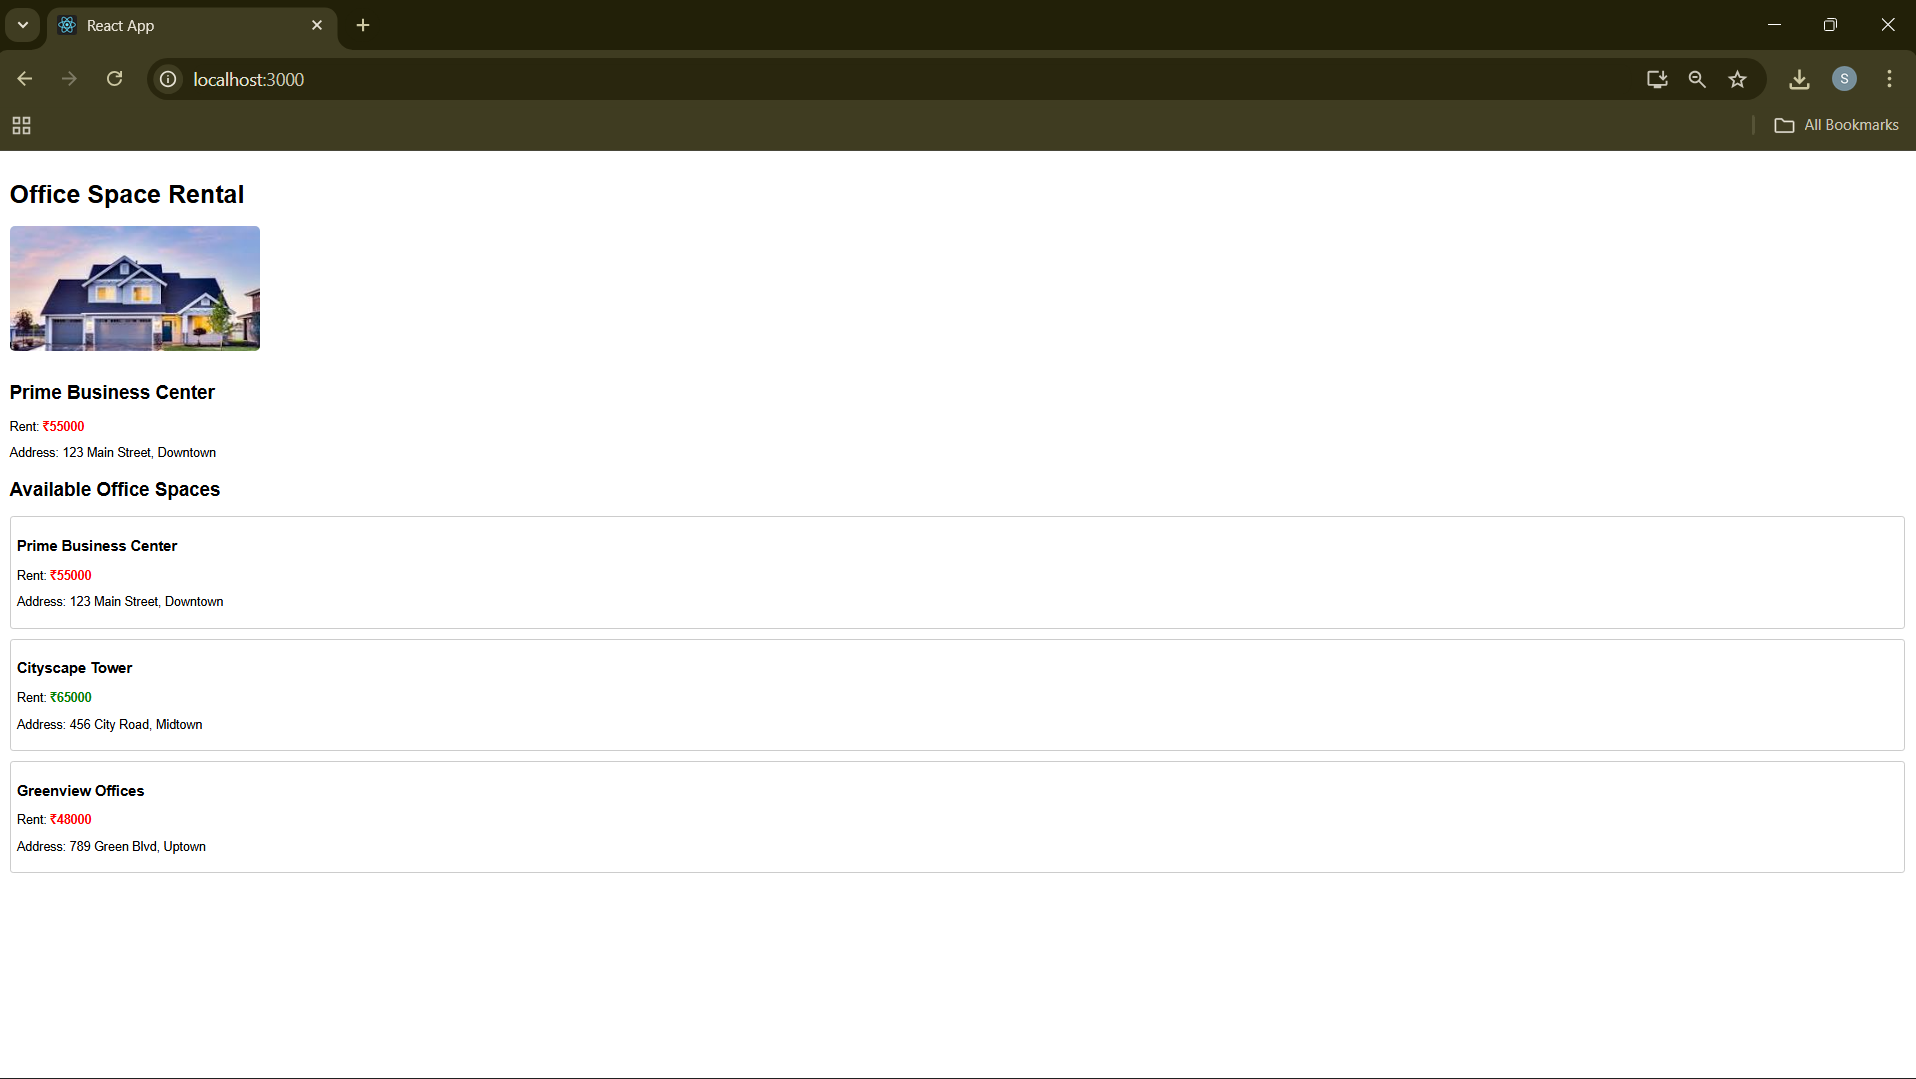 React App
localhost:3000
S
All Bookmarks
Office Space Rental
Prime Business Center
Rent: ₹55000
Address: 123 Main Street, Downtown
Available Office Spaces
Prime Business Center
Rent: ₹55000
Address: 123 Main Street, Downtown
Cityscape Tower
Rent: ₹65000
Address: 456 City Road, Midtown
Greenview Offices
Rent: ₹48000
Address: 789 Green Blvd, Uptown